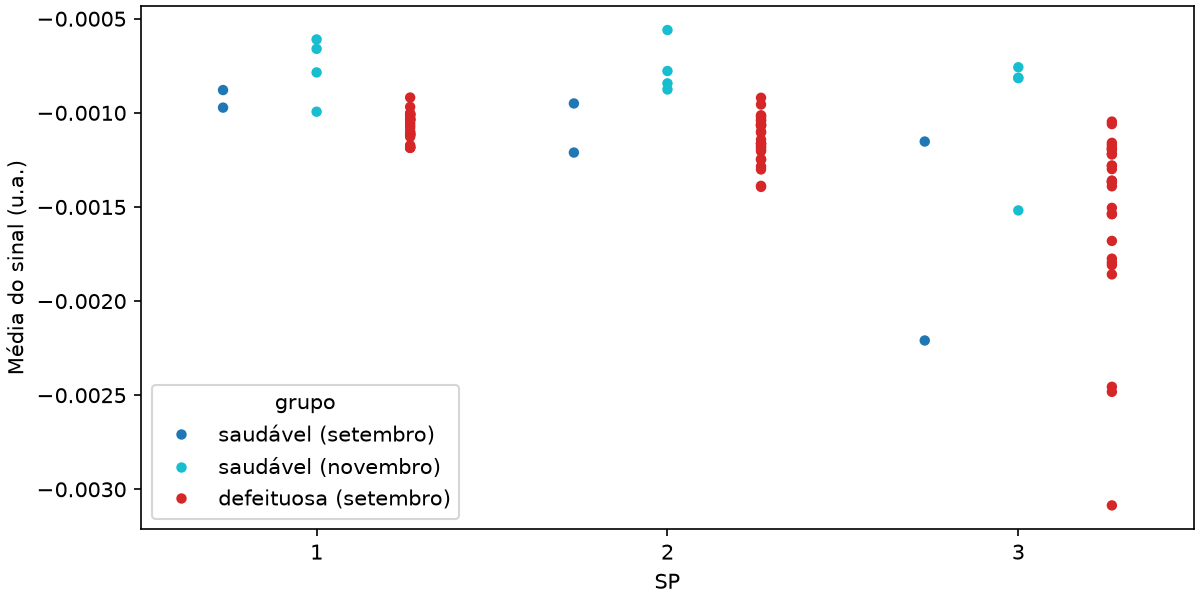 −0.0005
−0.0010
−0.0015
−0.0020
−0.0025
−0.0030
Média do sinal (u.a.)
grupo
saudável (setembro)
saudável (novembro)
defeituosa (setembro)
1 2 3
SP